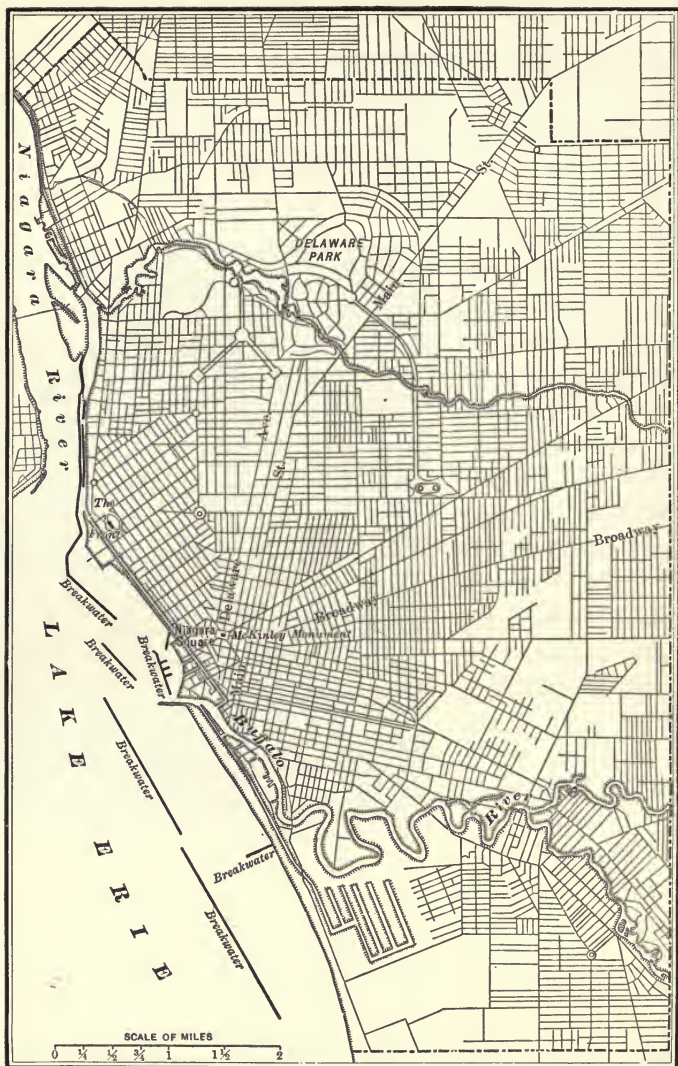 Niagara River
St.
DELAWARE
PARK
Main
Ave.
St.
The
Front
Broadway
Breakwater
Delaware
Broadway
Niagara
Square
McKinley Monument
Breakwater
Breakwater
Main
LAKE ERIE
Buffalo River
Breakwater
Breakwater
Breakwater
SCALE OF MILES
0 ¼ ½ ¾ 1 1½ 2